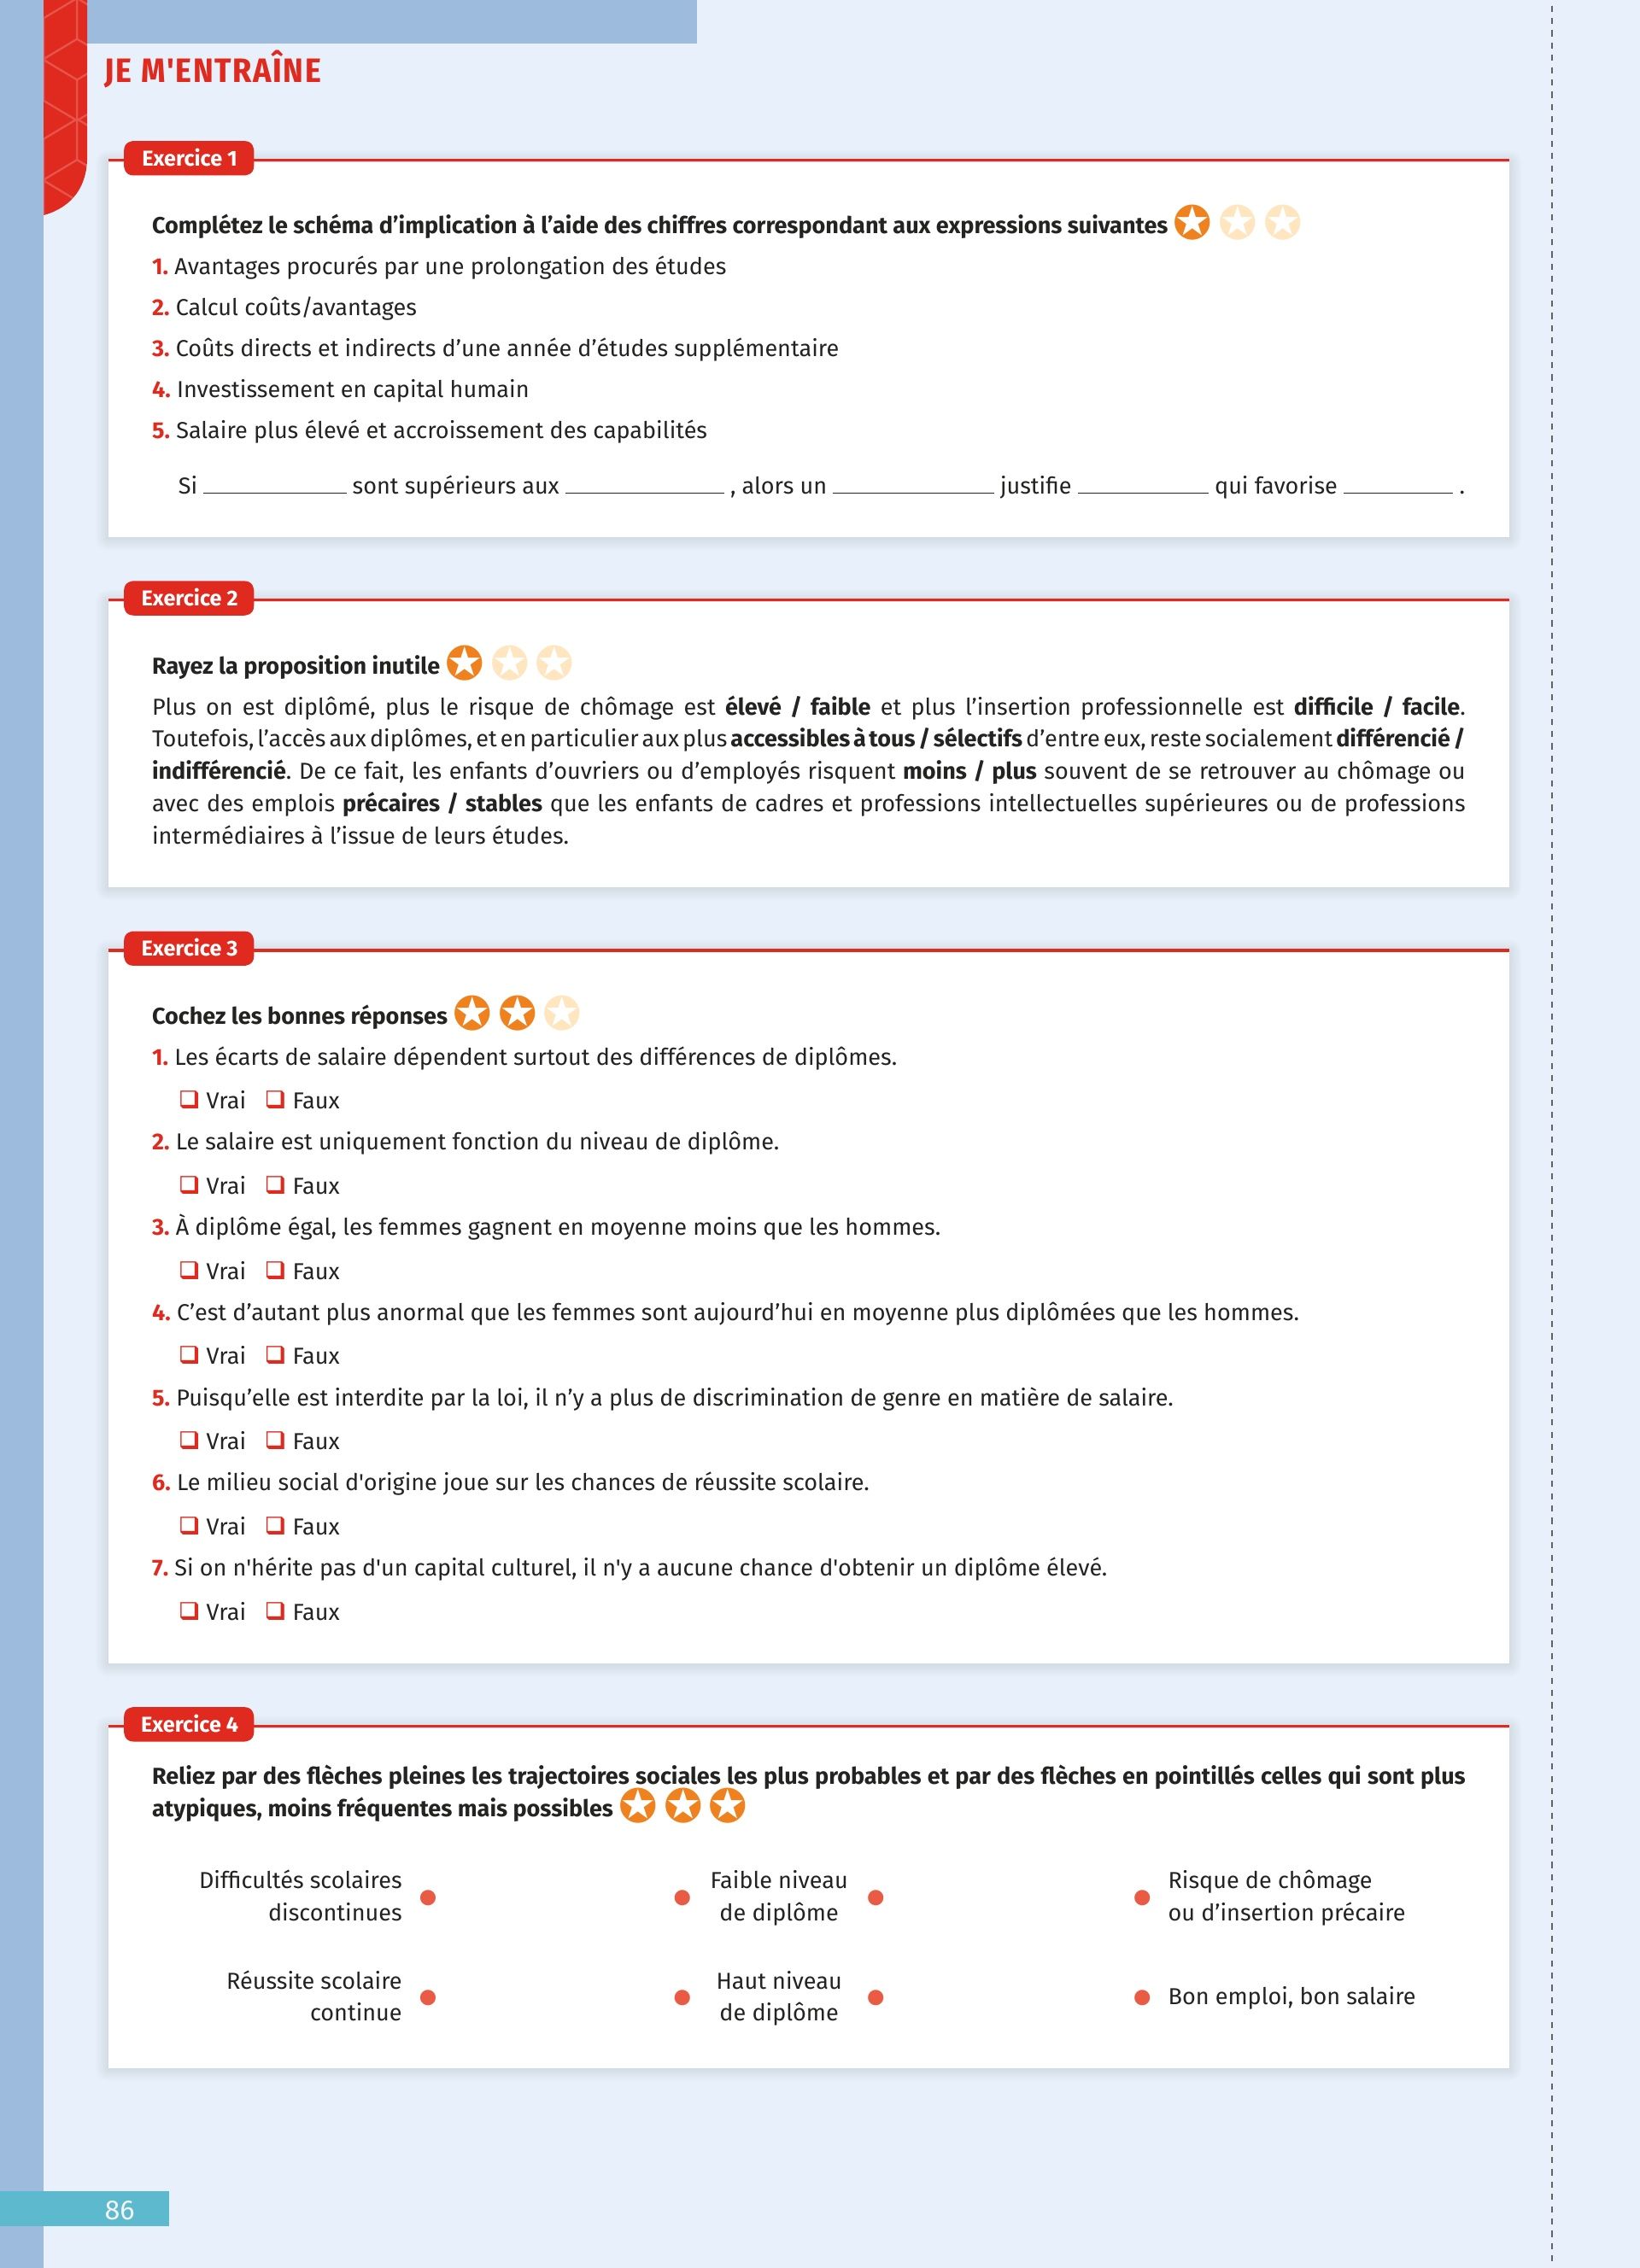 JE M'ENTRAÎNE
Exercice 1
Complétez le schéma d’implication à l’aide des chiffres correspondant aux expressions suivantes
1. Avantages procurés par une prolongation des études
2. Calcul coûts/avantages
3. Coûts directs et indirects d’une année d’études supplémentaire
4. Investissement en capital humain
5. Salaire plus élevé et accroissement des capabilités
Si ____________ sont supérieurs aux ____________ , alors un ____________ justifie ____________ qui favorise ____________ .
Exercice 2
Rayez la proposition inutile
Plus on est diplômé, plus le risque de chômage est élevé / faible et plus l’insertion professionnelle est difficile / facile.
Toutefois, l’accès aux diplômes, et en particulier aux plus accessibles à tous / sélectifs d’entre eux, reste socialement différencié /
indifférencié. De ce fait, les enfants d’ouvriers ou d’employés risquent moins / plus souvent de se retrouver au chômage ou
avec des emplois précaires / stables que les enfants de cadres et professions intellectuelles supérieures ou de professions
intermédiaires à l’issue de leurs études.
Exercice 3
Cochez les bonnes réponses
1. Les écarts de salaire dépendent surtout des différences de diplômes.
❑ Vrai ❑ Faux
2. Le salaire est uniquement fonction du niveau de diplôme.
❑ Vrai ❑ Faux
3. À diplôme égal, les femmes gagnent en moyenne moins que les hommes.
❑ Vrai ❑ Faux
4. C’est d’autant plus anormal que les femmes sont aujourd’hui en moyenne plus diplômées que les hommes.
❑ Vrai ❑ Faux
5. Puisqu’elle est interdite par la loi, il n’y a plus de discrimination de genre en matière de salaire.
❑ Vrai ❑ Faux
6. Le milieu social d'origine joue sur les chances de réussite scolaire.
❑ Vrai ❑ Faux
7. Si on n'hérite pas d'un capital culturel, il n'y a aucune chance d'obtenir un diplôme élevé.
❑ Vrai ❑ Faux
Exercice 4
Reliez par des flèches pleines les trajectoires sociales les plus probables et par des flèches en pointillés celles qui sont plus
atypiques, moins fréquentes mais possibles
Difficultés scolaires
discontinues
Faible niveau
de diplôme
Risque de chômage
ou d’insertion précaire
Réussite scolaire
continue
Haut niveau
de diplôme
Bon emploi, bon salaire
86